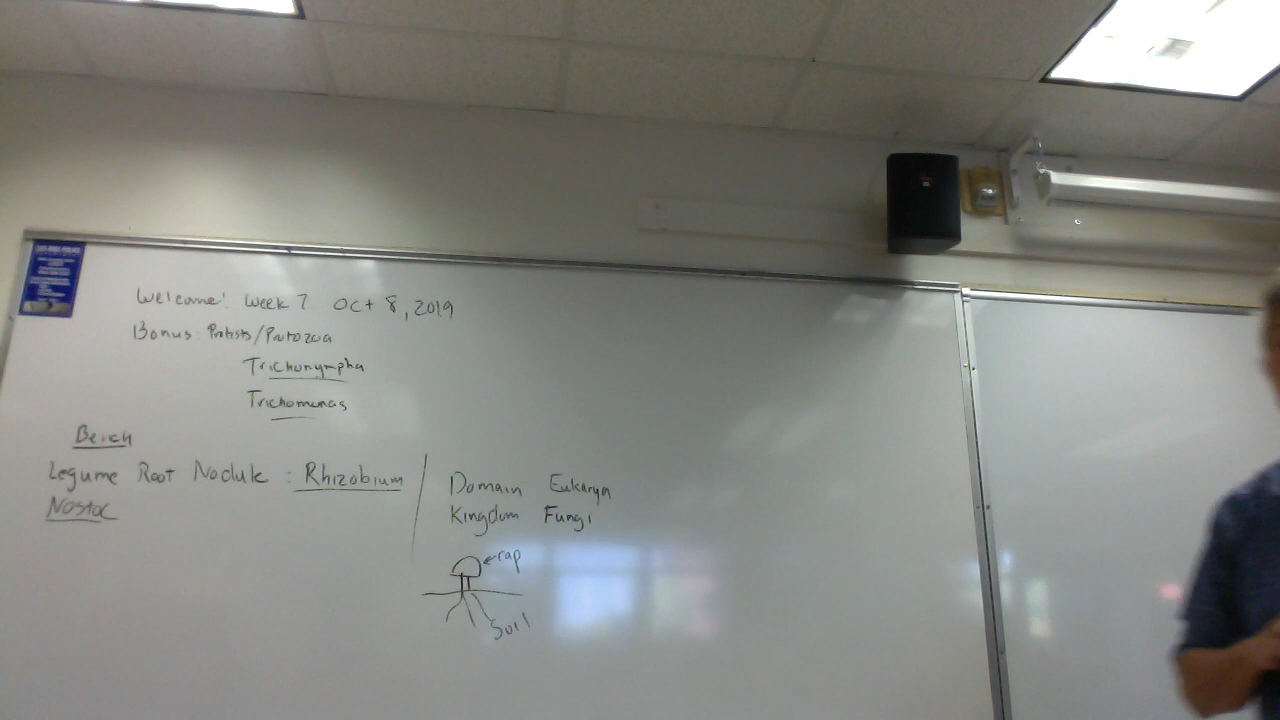 Welcome! Week 7 Oct 8, 2019
Bonus: Protists/Protozoa
Trichonympha
Trichomonas
Bench
Legume Root Nodule : Rhizobium
Nostoc
Domain Eukarya
Kingdom Fungi
cap
Soil